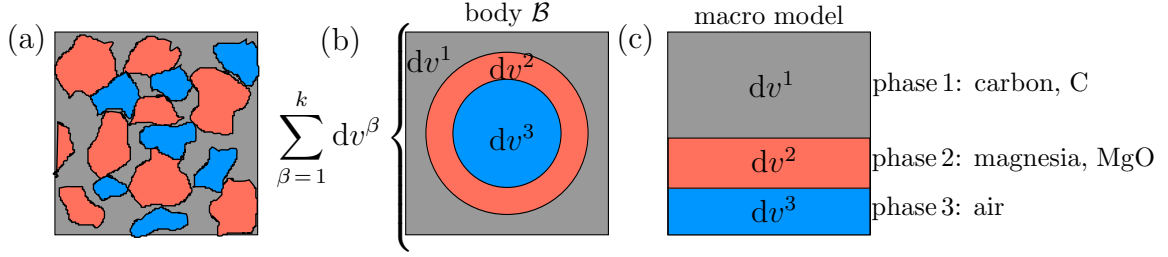 (a)
(b)
(c)
body ℬ
macro model
k
∑ dv^β
β = 1
dv^1
dv^2
dv^3
dv^1
phase 1: carbon, C
dv^2
phase 2: magnesia, MgO
dv^3
phase 3: air